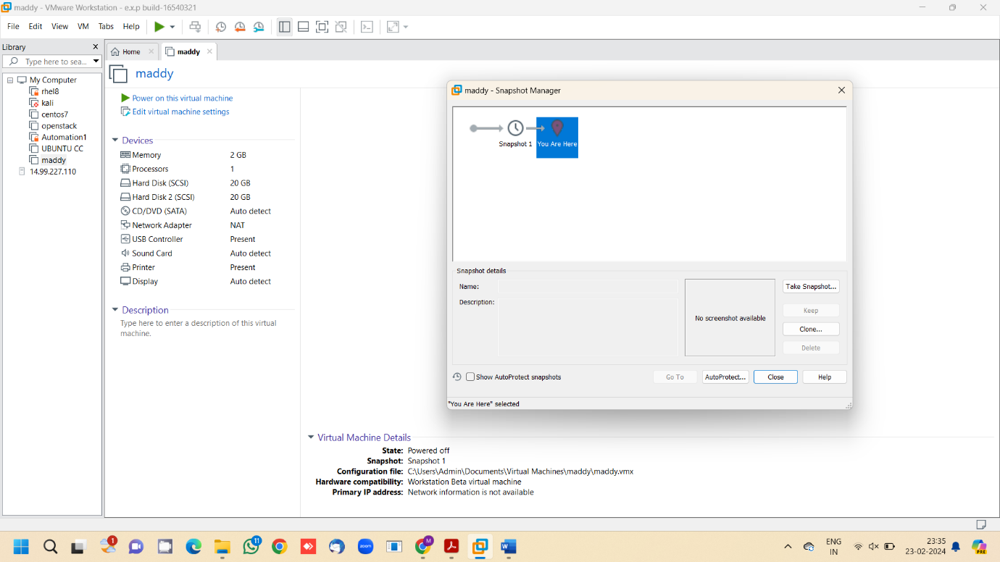 maddy - VMware Workstation - e.x.p build-16540321
File Edit View VM Tabs Help
Library
Type here to sea...
My Computer
rhel8
kali
centos7
openstack
Automation1
UBUNTU CC
maddy
14.99.227.110
Home
maddy
maddy
Power on this virtual machine
Edit virtual machine settings
Devices
Memory 2 GB
Processors 1
Hard Disk (SCSI) 20 GB
Hard Disk 2 (SCSI) 20 GB
CD/DVD (SATA) Auto detect
Network Adapter NAT
USB Controller Present
Sound Card Auto detect
Printer Present
Display Auto detect
Description
Type here to enter a description of this virtual
machine.
maddy - Snapshot Manager
Snapshot 1
You Are Here
Snapshot details
Name:
Description:
No screenshot available
Take Snapshot...
Keep
Clone...
Delete
Show AutoProtect snapshots
Go To
AutoProtect...
Close
Help
"You Are Here" selected
Virtual Machine Details
State: Powered off
Snapshot: Snapshot 1
Configuration file: C:\Users\Admin\Documents\Virtual Machines\maddy\maddy.vmx
Hardware compatibility: Workstation Beta virtual machine
Primary IP address: Network information is not available
1
11
zoom
M
W
ENG
IN
23:35
23-02-2024
PRE